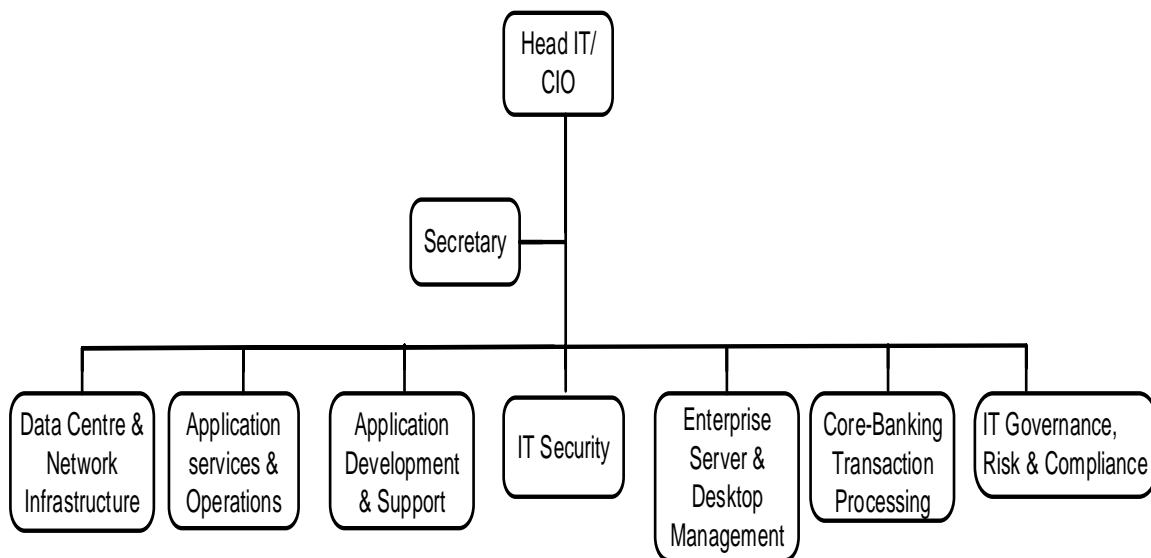 Head IT/
CIO
Secretary
Data Centre &
Network
Infrastructure
Application
services &
Operations
Application
Development
& Support
IT Security
Enterprise
Server &
Desktop
Management
Core-Banking
Transaction
Processing
IT Governance,
Risk & Compliance